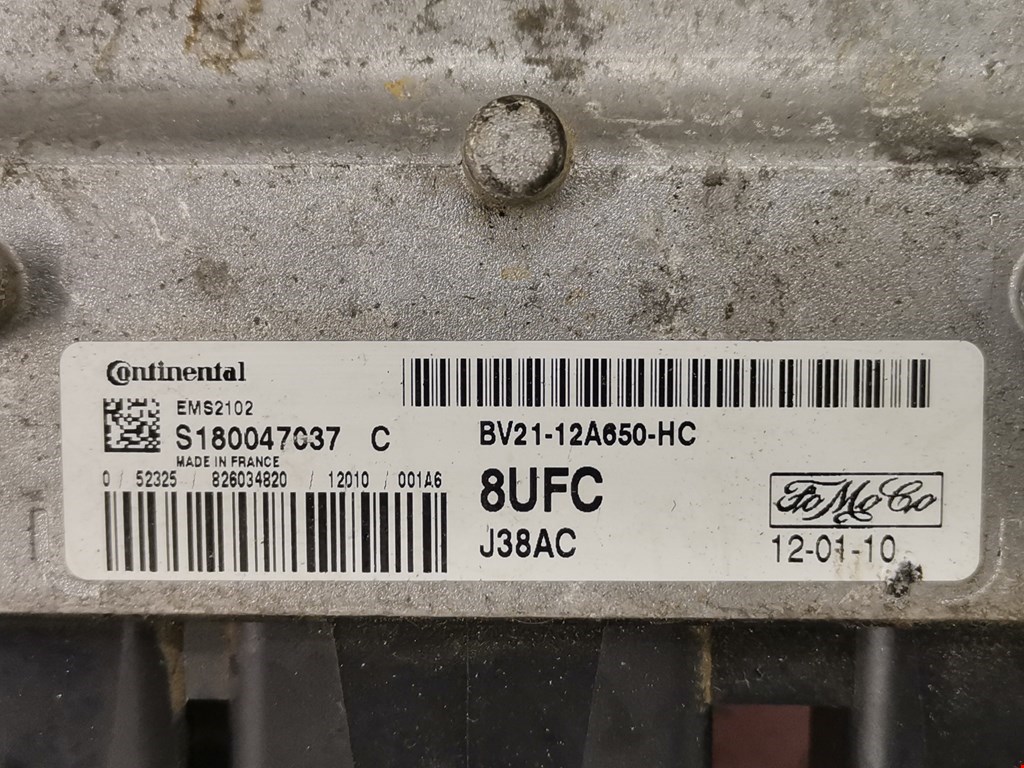 Continental
EMS2102
S180047037 C
MADE IN FRANCE
0 / 52325 / 826034820 / 12010 / 001A6
BV21-12A650-HC
8UFC
J38AC
FoMoCo
12-01-10